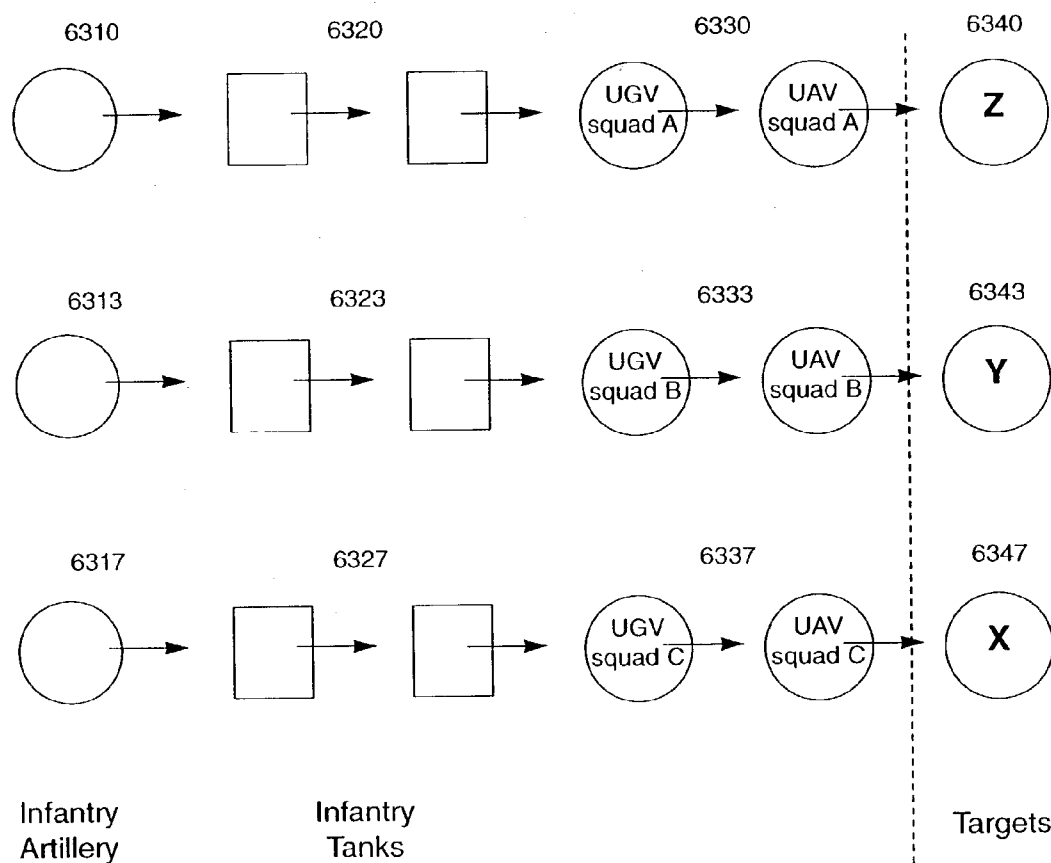 6310 6320 6330 6340
UGV UAV Z
squad A squad A
6313 6323 6333 6343
UGV UAV Y
squad B squad B
6317 6327 6337 6347
UGV UAV X
squad C squad C
Infantry Infantry Targets
Artillery Tanks